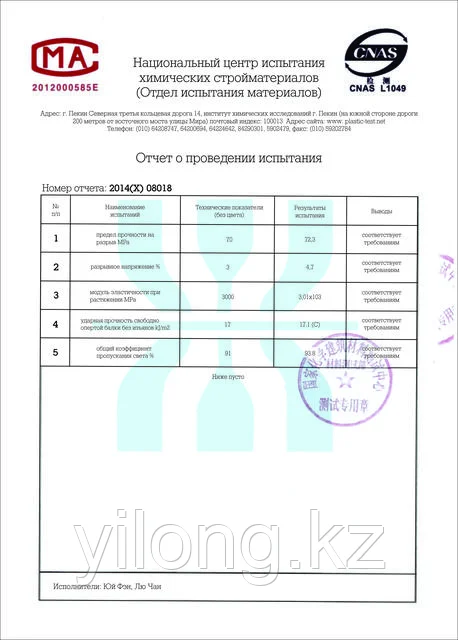 MA
2012000585E
CNAS
检 测
CNAS L1049
Национальный центр испытания
химических стройматериалов
(Отдел испытания материалов)
Адрес: г. Пекин Северная третья кольцевая дорога 14, институт химических исследований г. Пекин (на южной стороне дороги
200 метров от восточного моста улицы Мира) почтовый индекс: 100013 Адрес сайта: www. plastic-test.net
Телефон: (010) 64208747, 64200694, 64224642, 84290301, 5902479, факс: (010) 59202784
Отчет о проведении испытания
Номер отчета: 2014(X) 08018
№ п/п
Наименование испытаний
Технические показатели (без цвета)
Результаты испытания
Выводы
1 предел прочности на разрыв MPa 70 72,3 соответствует требованиям
2 разрывное напряжение % 3 4,7 соответствует требованиям
3 модуль эластичности при растяжении MPa 3000 3,01x103 соответствует требованиям
4 ударная прочность свободно опертой балки без изъянов kJ/m2 17 17.1 (C) соответствует требованиям
5 общий коэффициент пропускания света % 91 93.8 соответствует требованиям
Ниже пусто
测试专用章
yilong.kz
Исполнители: Юй Фэн, Лю Чан